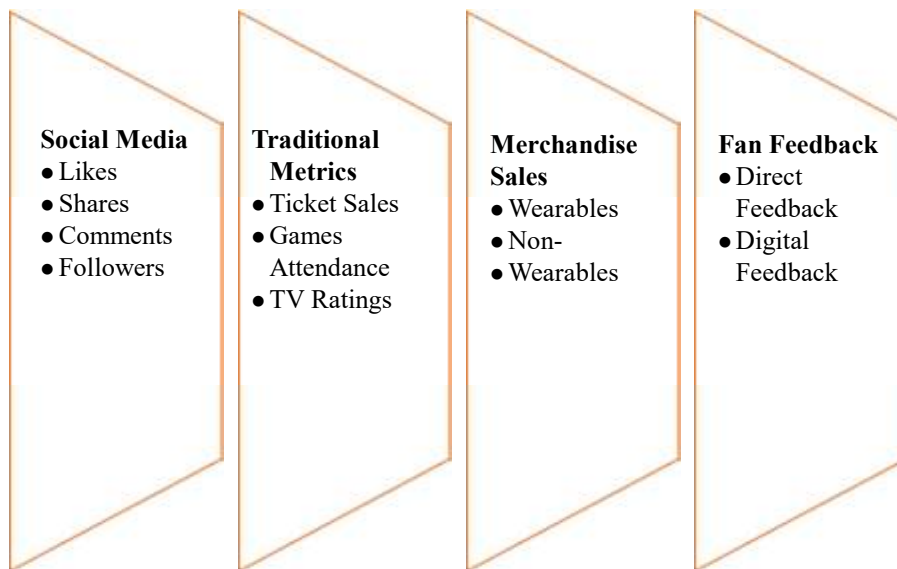 Social Media
● Likes
● Shares
● Comments
● Followers
Traditional
Metrics
● Ticket Sales
● Games
Attendance
● TV Ratings
Merchandise
Sales
● Wearables
● Non-
● Wearables
Fan Feedback
● Direct
Feedback
● Digital
Feedback